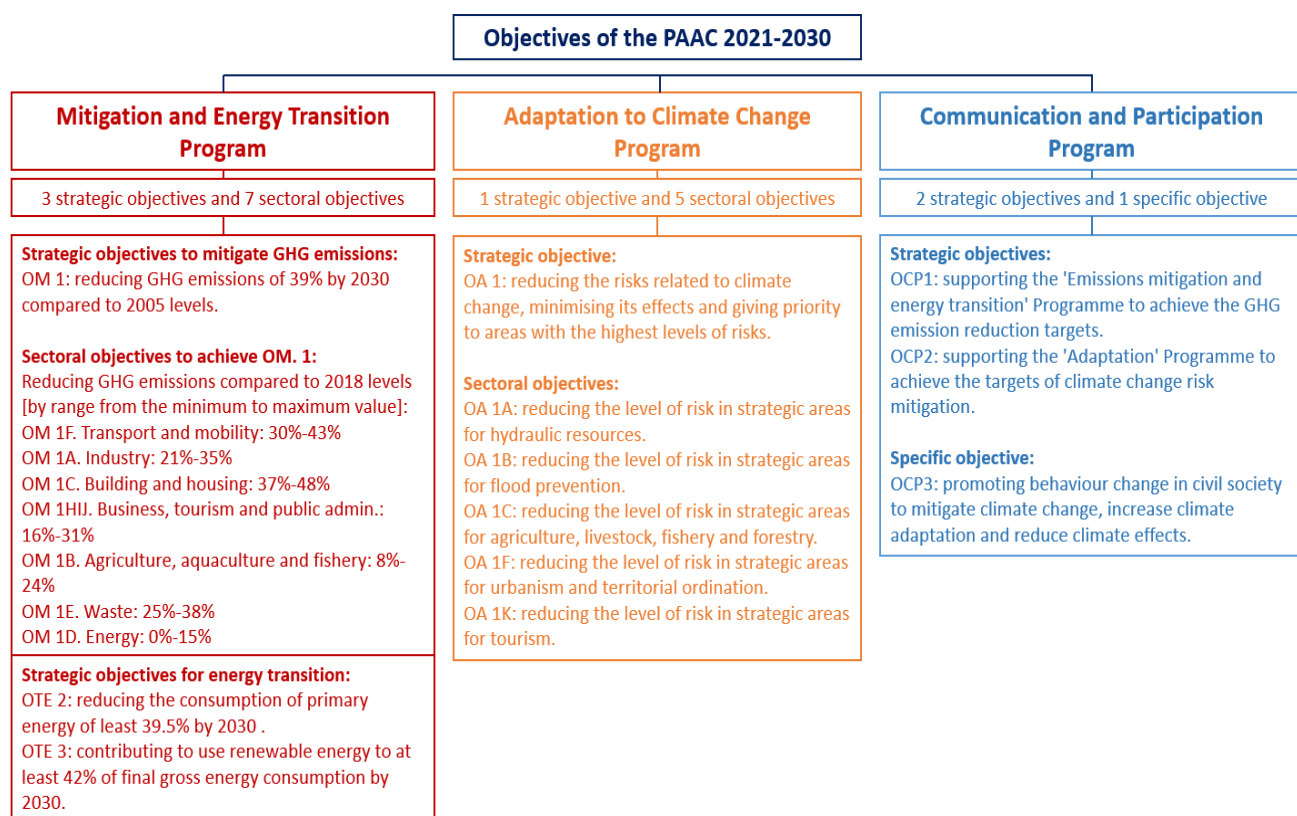 Objectives of the PAAC 2021-2030
Mitigation and Energy Transition
Program
3 strategic objectives and 7 sectoral objectives
Strategic objectives to mitigate GHG emissions:
OM 1: reducing GHG emissions of 39% by 2030
compared to 2005 levels.
Sectoral objectives to achieve OM. 1:
Reducing GHG emissions compared to 2018 levels
[by range from the minimum to maximum value]:
OM 1F. Transport and mobility: 30%-43%
OM 1A. Industry: 21%-35%
OM 1C. Building and housing: 37%-48%
OM 1HIJ. Business, tourism and public admin.:
16%-31%
OM 1B. Agriculture, aquaculture and fishery: 8%-
24%
OM 1E. Waste: 25%-38%
OM 1D. Energy: 0%-15%
Strategic objectives for energy transition:
OTE 2: reducing the consumption of primary
energy of least 39.5% by 2030 .
OTE 3: contributing to use renewable energy to at
least 42% of final gross energy consumption by
2030.
Adaptation to Climate Change
Program
1 strategic objective and 5 sectoral objectives
Strategic objective:
OA 1: reducing the risks related to climate
change, minimising its effects and giving priority
to areas with the highest levels of risks.
Sectoral objectives:
OA 1A: reducing the level of risk in strategic areas
for hydraulic resources.
OA 1B: reducing the level of risk in strategic areas
for flood prevention.
OA 1C: reducing the level of risk in strategic areas
for agriculture, livestock, fishery and forestry.
OA 1F: reducing the level of risk in strategic areas
for urbanism and territorial ordination.
OA 1K: reducing the level of risk in strategic areas
for tourism.
Communication and Participation
Program
2 strategic objectives and 1 specific objective
Strategic objectives:
OCP1: supporting the 'Emissions mitigation and
energy transition' Programme to achieve the GHG
emission reduction targets.
OCP2: supporting the 'Adaptation' Programme to
achieve the targets of climate change risk
mitigation.
Specific objective:
OCP3: promoting behaviour change in civil society
to mitigate climate change, increase climate
adaptation and reduce climate effects.